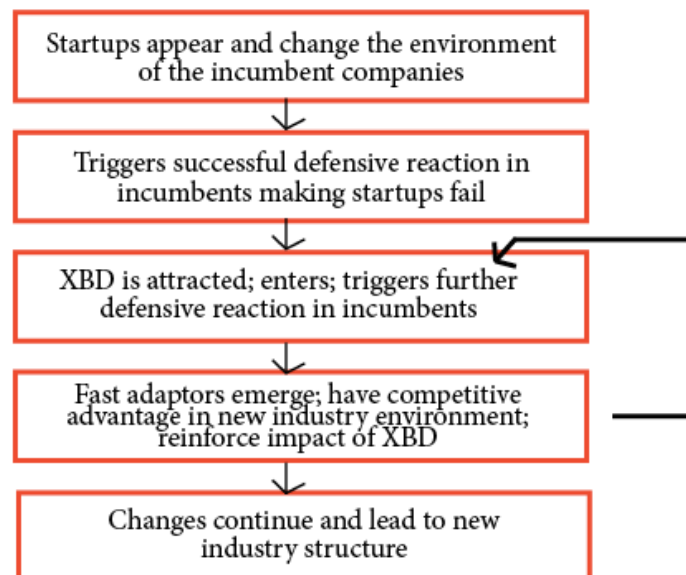 Startups appear and change the environment
of the incumbent companies
Triggers successful defensive reaction in
incumbents making startups fail
XBD is attracted; enters; triggers further
defensive reaction in incumbents
Fast adaptors emerge; have competitive
advantage in new industry environment;
reinforce impact of XBD
Changes continue and lead to new
industry structure